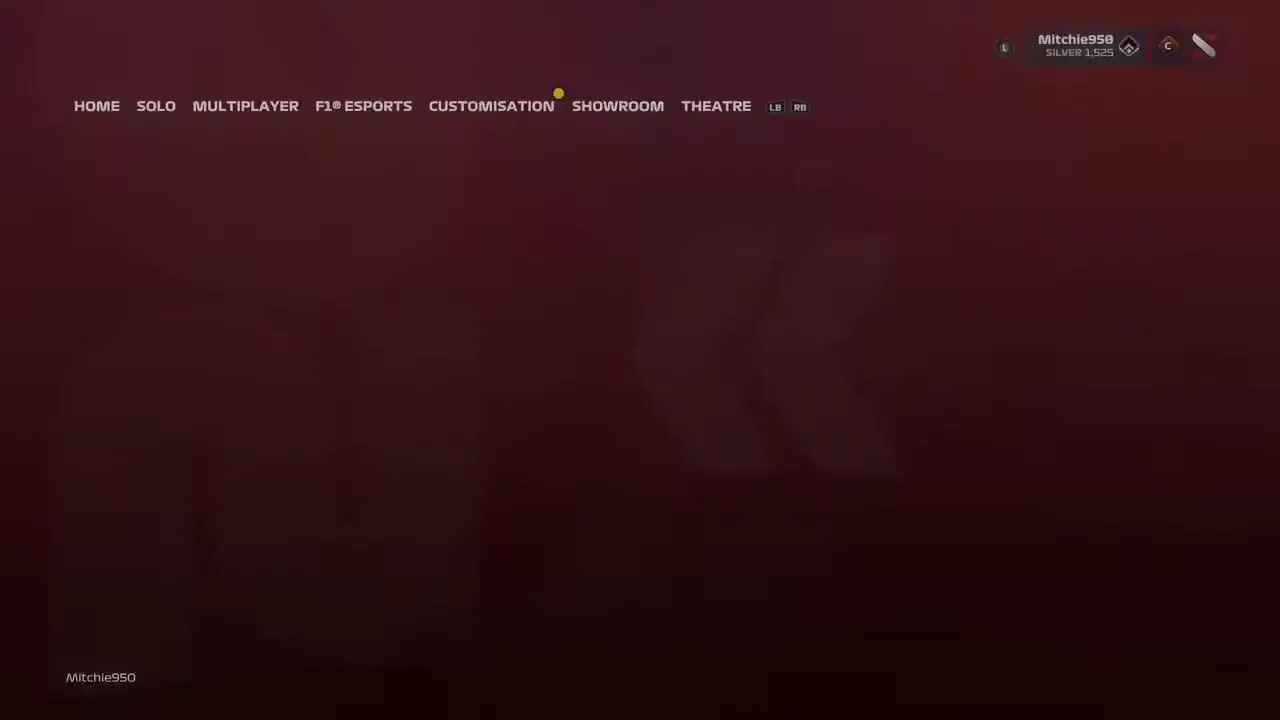 L
Mitchie950
SILVER 1,525
C
HOME SOLO MULTIPLAYER F1® ESPORTS CUSTOMISATION SHOWROOM THEATRE LB RB
Mitchie950